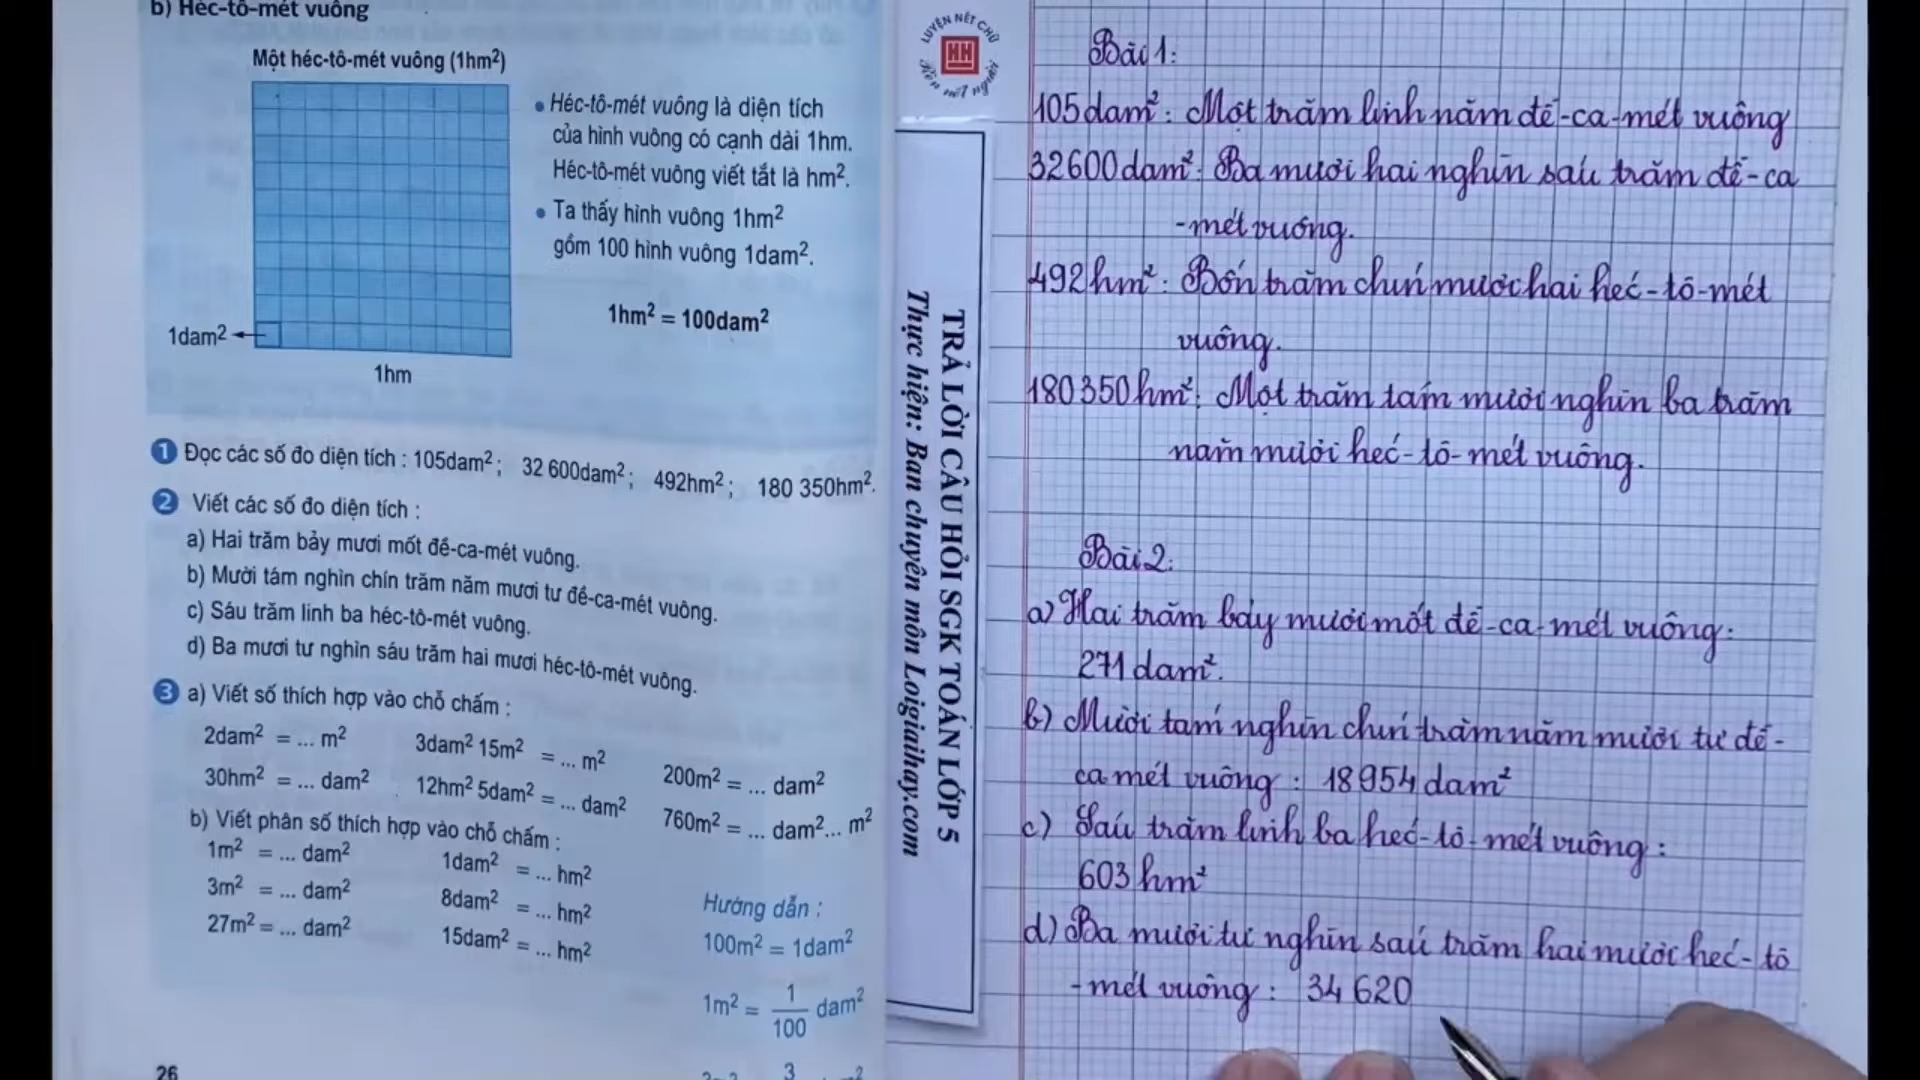 b) Héc-tô-mét vuông
Một héc-tô-mét vuông (1hm²)
• Héc-tô-mét vuông là diện tích
của hình vuông có cạnh dài 1hm.
Héc-tô-mét vuông viết tắt là hm².
• Ta thấy hình vuông 1hm²
gồm 100 hình vuông 1dam².
1hm² = 100dam²
1dam²
1hm
1 Đọc các số đo diện tích : 105dam² ; 32 600dam² ; 492hm² ; 180 350hm².
2 Viết các số đo diện tích :
a) Hai trăm bảy mươi mốt đề-ca-mét vuông.
b) Mười tám nghìn chín trăm năm mươi tư đề-ca-mét vuông.
c) Sáu trăm linh ba héc-tô-mét vuông.
d) Ba mươi tư nghìn sáu trăm hai mươi héc-tô-mét vuông.
3 a) Viết số thích hợp vào chỗ chấm :
2dam² = ... m² 3dam² 15m² = ... m² 200m² = ... dam²
30hm² = ... dam² 12hm² 5dam² = ... dam² 760m² = ... dam²... m²
b) Viết phân số thích hợp vào chỗ chấm :
1m² = ... dam² 1dam² = ... hm²
3m² = ... dam² 8dam² = ... hm²
27m² = ... dam² 15dam² = ... hm²
Hướng dẫn :
100m² = 1dam²
1m² = 1/100 dam²
26
LUYỆN NÉT CHỮ
HH
Rèn nết người
TRẢ LỜI CÂU HỎI SGK TOÁN LỚP 5
Thực hiện: Ban chuyên môn Loigiaihay.com
Bài 1:
105dam²: Một trăm linh năm đề-ca-mét vuông
32600dam²: Ba mươi hai nghìn sáu trăm đề-ca
-mét vuông.
492hm²: Bốn trăm chín mươi hai héc-tô-mét
vuông.
180350hm²: Một trăm tám mươi nghìn ba trăm
năm mươi héc-tô-mét vuông.
Bài 2:
a) Hai trăm bảy mươi mốt đề-ca-mét vuông:
271dam².
b) Mười tám nghìn chín trăm năm mươi tư đề-
ca mét vuông: 18954dam²
c) Sáu trăm linh ba héc-tô-mét vuông:
603hm²
d) Ba mươi tư nghìn sáu trăm hai mươi héc-tô
-mét vuông: 34620